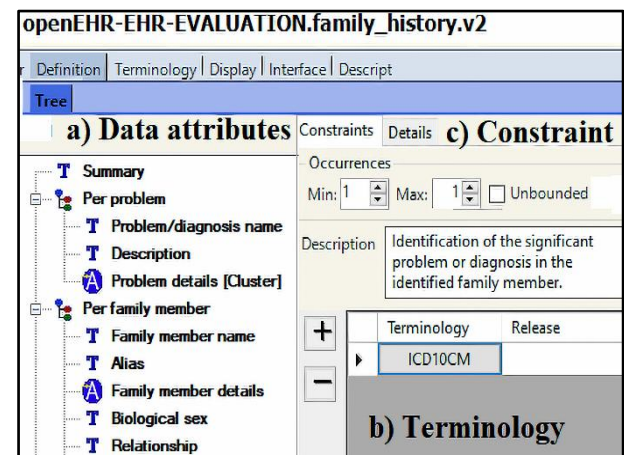 openEHR-EHR-EVALUATION.family_history.v2
r Definition Terminology Display Interface Descript
Tree
a) Data attributes
T Summary
Per problem
T Problem/diagnosis name
T Description
A Problem details [Cluster]
Per family member
T Family member name
T Alias
A Family member details
T Biological sex
T Relationship
Constraints Details c) Constraint
Occurrences
Min: 1 Max: 1 Unbounded
Description Identification of the significant
problem or diagnosis in the
identified family member.
+
−
Terminology Release
ICD10CM
b) Terminology